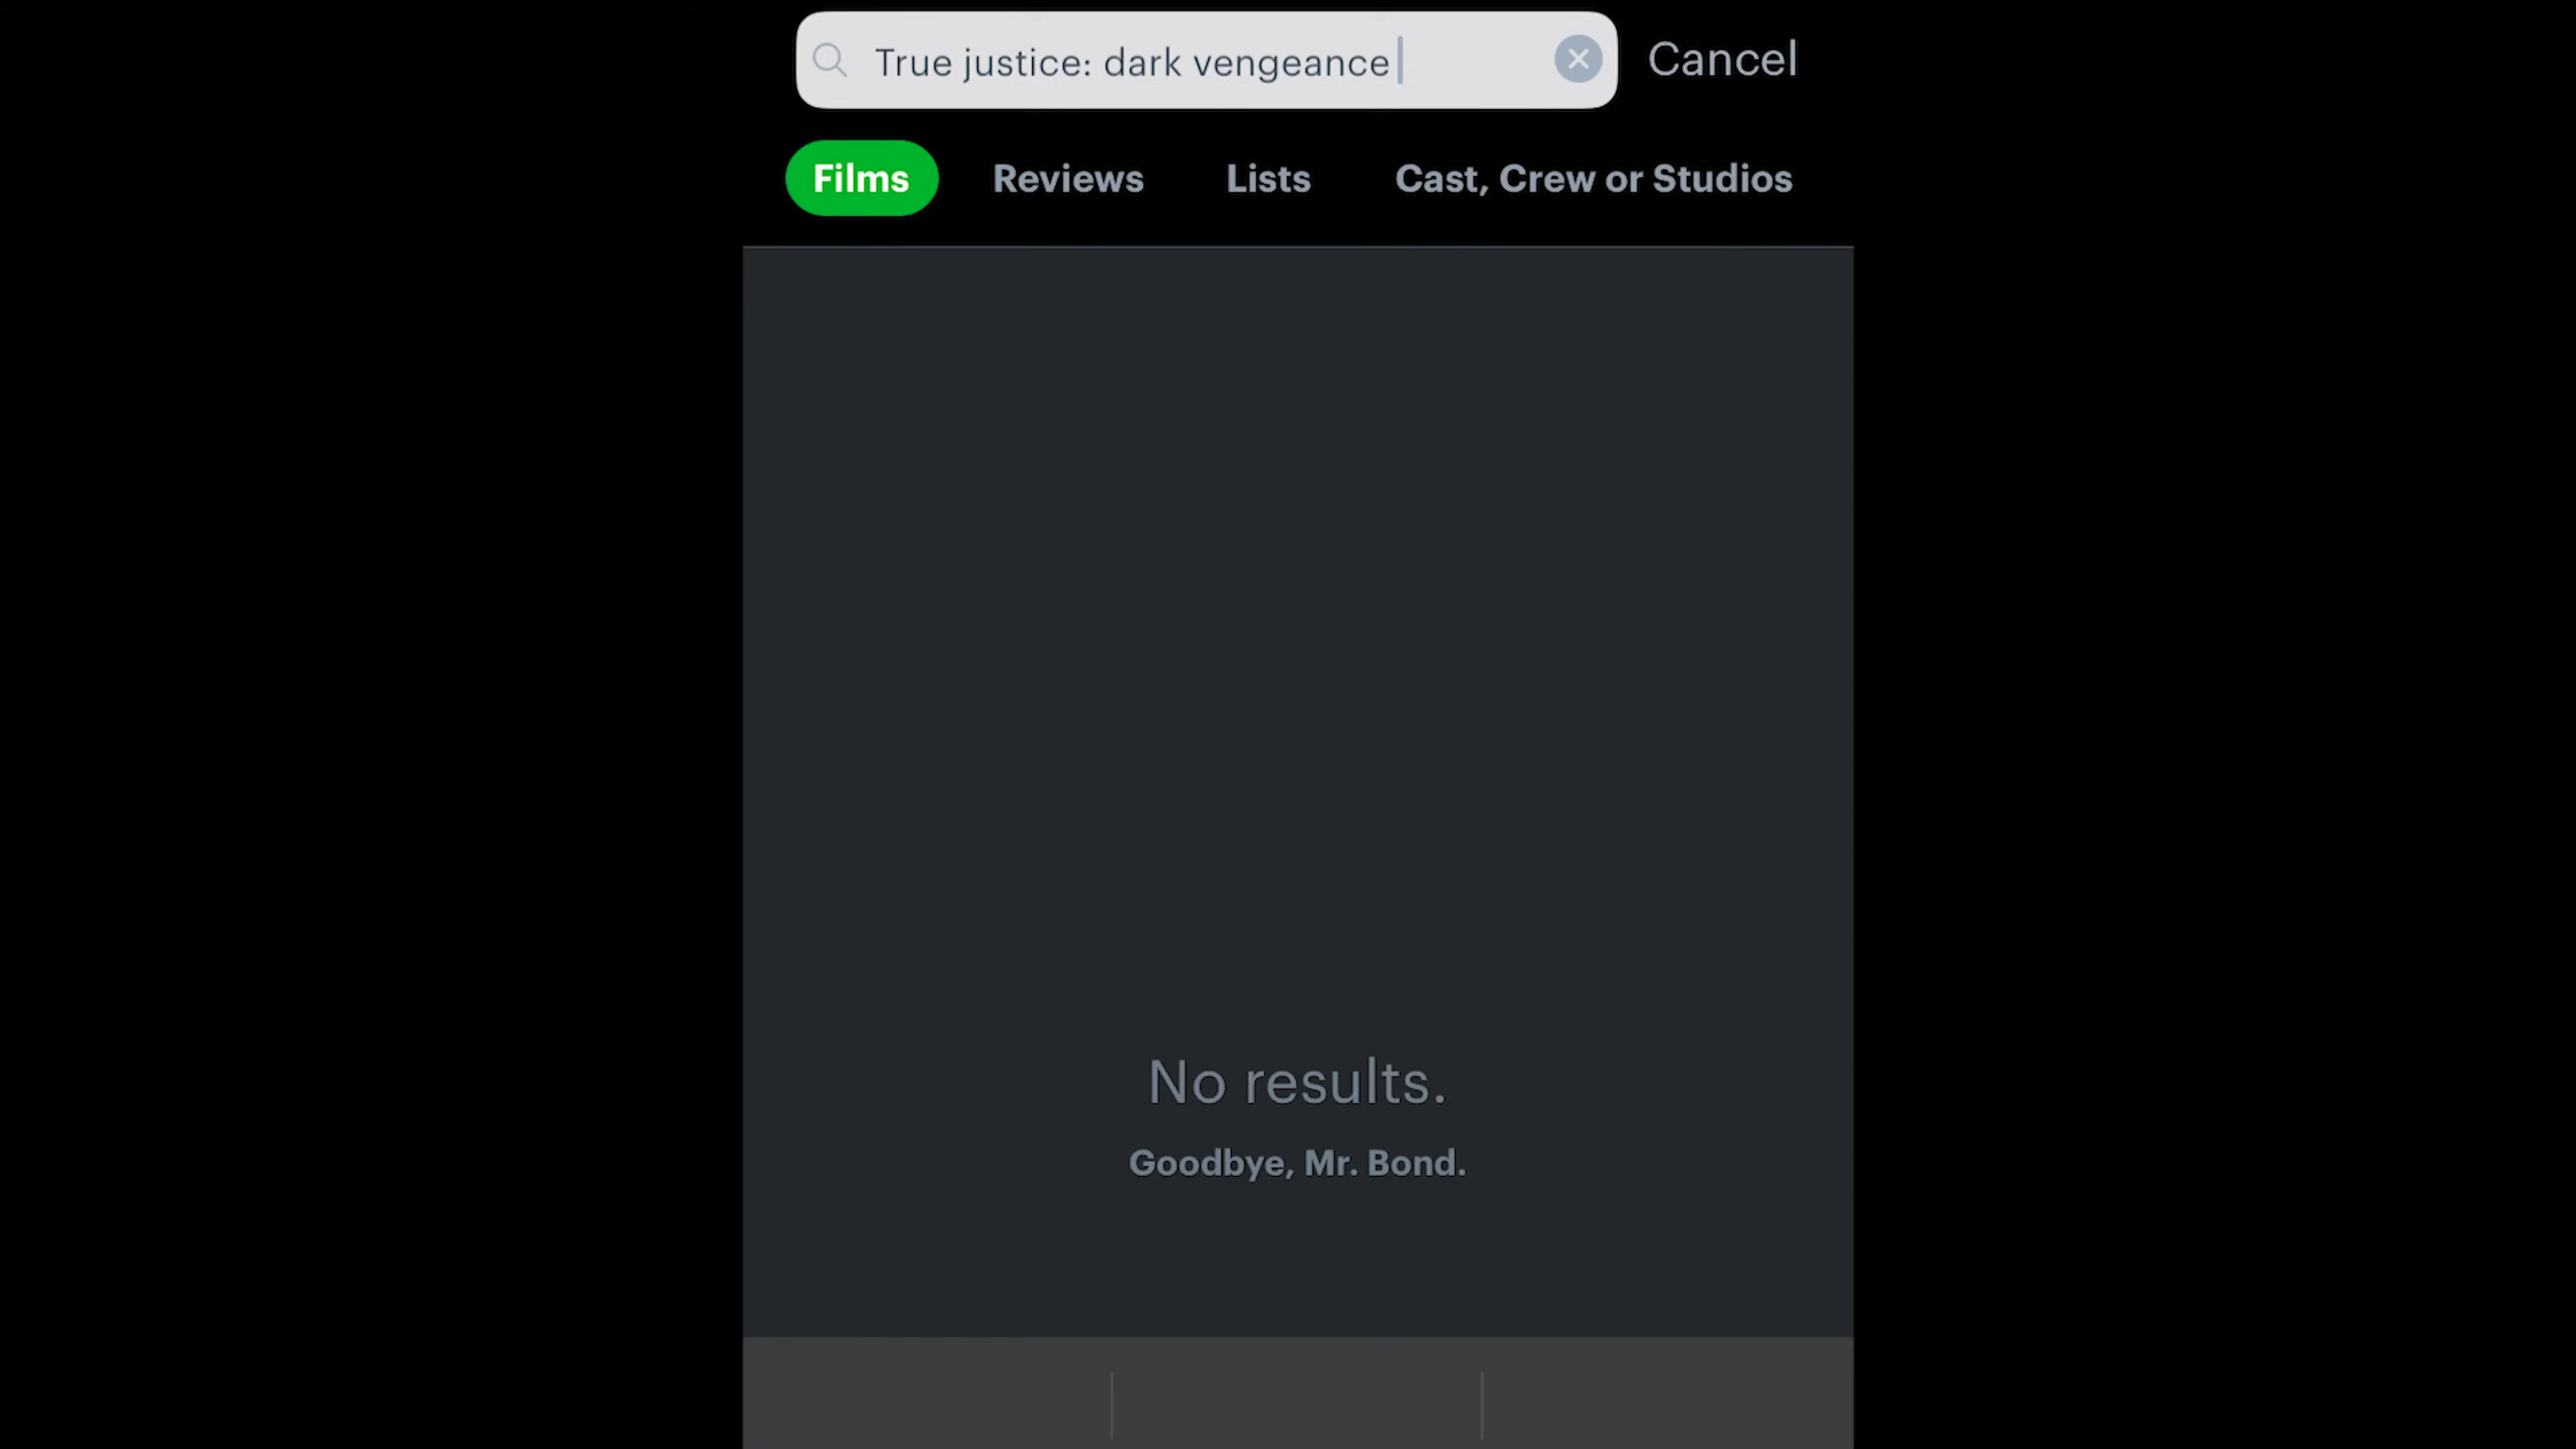 True justice: dark vengeance
Cancel
Films
Reviews
Lists
Cast, Crew or Studios
No results.
Goodbye, Mr. Bond.